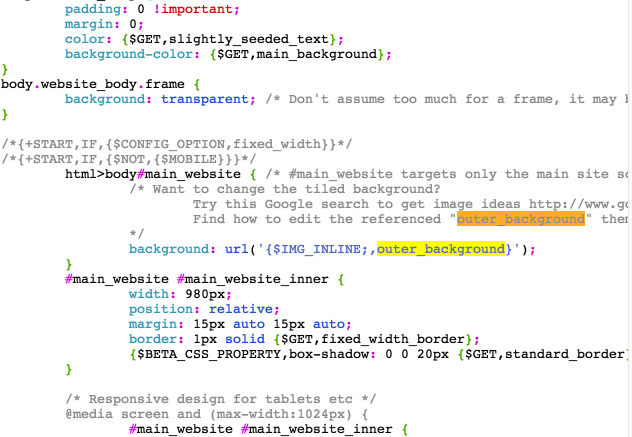 padding: 0 !important;
margin: 0;
color: {$GET,slightly_seeded_text};
background-color: {$GET,main_background};
}
body.website_body.frame {
background: transparent; /* Don't assume too much for a frame, it may
}
/*{+START,IF,{$CONFIG_OPTION,fixed_width}}*/
/*{+START,IF,{$NOT,{$MOBILE}}}*/
html>body#main_website { /* #main_website targets only the main site
/* Want to change the tiled background?
Try this Google search to get image ideas http://www.go
Find how to edit the referenced "outer_background"
*/
background: url('{$IMG_INLINE;,outer_background}');
}
#main_website #main_website_inner {
width: 980px;
position: relative;
margin: 15px auto 15px auto;
border: 1px solid {$GET,fixed_width_border};
{$BETA_CSS_PROPERTY,box-shadow: 0 0 20px {$GET,standard_border}
}
/* Responsive design for tablets etc */
@media screen and (max-width:1024px) {
#main_website #main_website_inner {